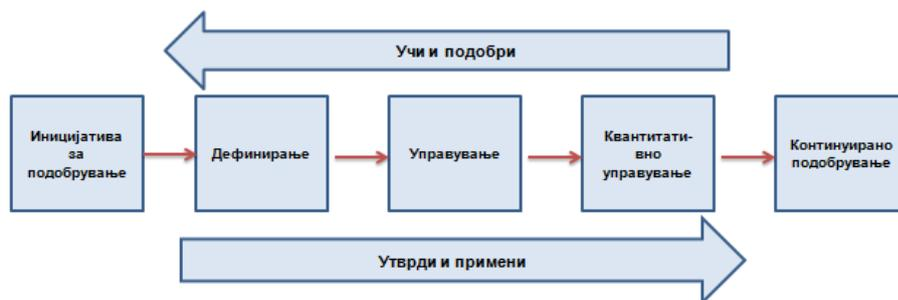 Учи и подобри
Иницијатива
за
подобрување
Дефинирање
Управување
Квантитати-
вно
управување
Континуирано
подобрување
Утврди и примени